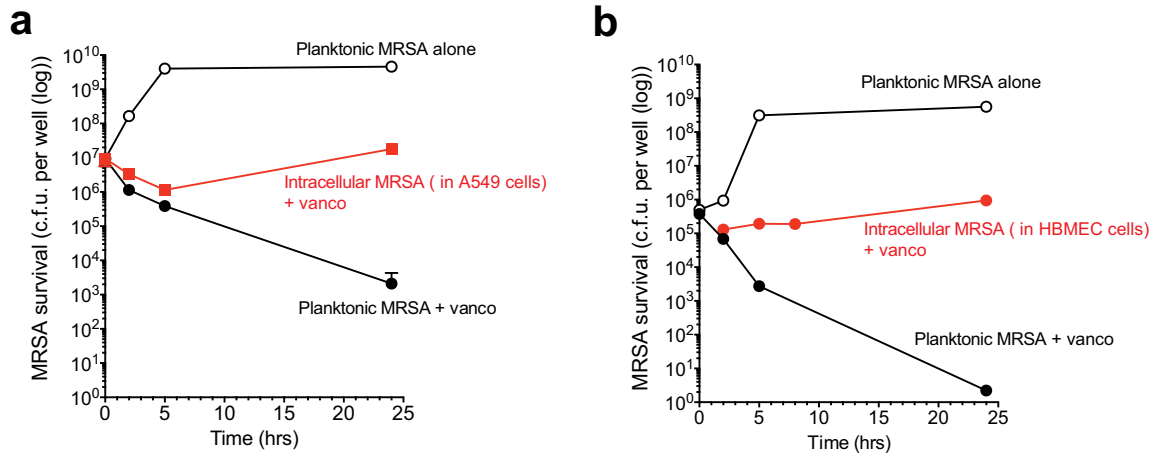 a
MRSA survival (c.f.u. per well (log))
10^10
10^9
10^8
10^7
10^6
10^5
10^4
10^3
10^2
10^1
10^0
Planktonic MRSA alone
Intracellular MRSA ( in A549 cells)
+ vanco
Planktonic MRSA + vanco
0 5 10 15 20 25
Time (hrs)
b
MRSA survival (c.f.u. per well (log))
10^10
10^9
10^8
10^7
10^6
10^5
10^4
10^3
10^2
10^1
10^0
Planktonic MRSA alone
Intracellular MRSA ( in HBMEC cells)
+ vanco
Planktonic MRSA + vanco
0 5 10 15 20 25
Time (hrs)